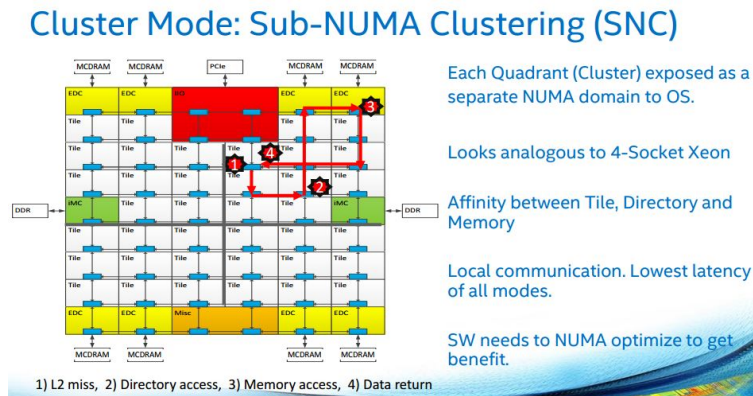 Cluster Mode: Sub-NUMA Clustering (SNC)
MCDRAM MCDRAM PCIe MCDRAM MCDRAM
EDC EDC I/O EDC EDC
3
Tile Tile Tile Tile
Tile Tile Tile Tile Tile Tile
1 4
Tile Tile Tile Tile Tile Tile
2
DDR iMC Tile Tile Tile Tile iMC DDR
Tile Tile Tile Tile Tile Tile
Tile Tile Tile Tile Tile Tile
Tile Tile Tile Tile Tile Tile
EDC EDC Misc EDC EDC
MCDRAM MCDRAM MCDRAM MCDRAM
1) L2 miss, 2) Directory access, 3) Memory access, 4) Data return
Each Quadrant (Cluster) exposed as a
separate NUMA domain to OS.
Looks analogous to 4-Socket Xeon
Affinity between Tile, Directory and
Memory
Local communication. Lowest latency
of all modes.
SW needs to NUMA optimize to get
benefit.